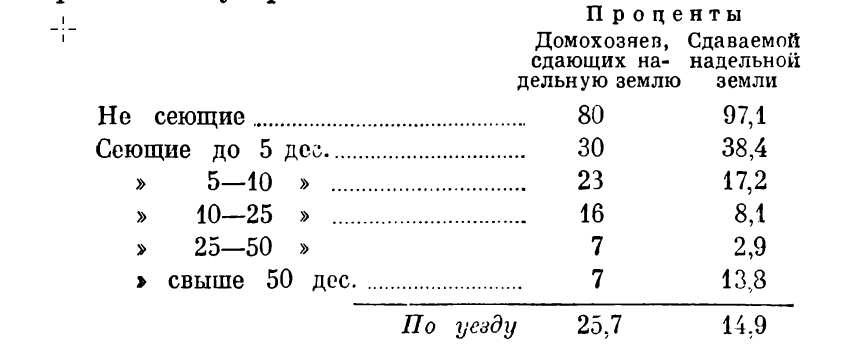 Проценты
Домохозяев, Сдаваемой
сдающих на- надельной
дельную землю земли
Не сеющие 80 97,1
Сеющие до 5 дес. 30 38,4
» 5—10 » 23 17,2
» 10—25 » 16 8,1
» 25—50 » 7 2,9
» свыше 50 дес. 7 13,8
По уезду 25,7 14,9